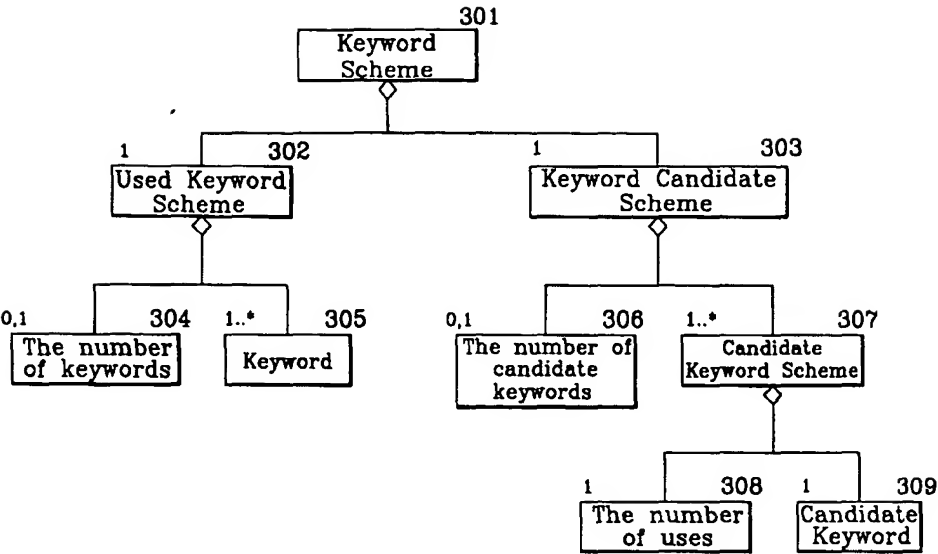 301
Keyword
Scheme
1 302
Used Keyword
Scheme
1 303
Keyword Candidate
Scheme
0,1 304
The number
of keywords
1..* 305
Keyword
0,1 306
The number of
candidate
keywords
1..* 307
Candidate
Keyword Scheme
1 308
The number
of uses
1 309
Candidate
Keyword